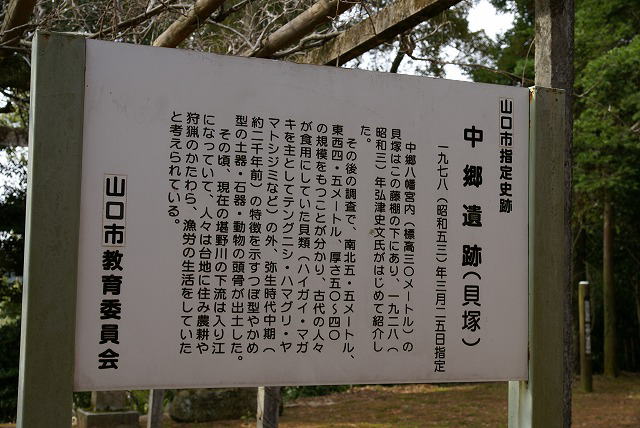 山口市指定史跡
中郷遺跡(貝塚)
一九七八(昭和五三)年三月二五日指定
中郷八幡宮内(標高三〇メートル)の
貝塚はこの藤棚の下にあり、一九二八(
昭和三)年弘津史文氏がはじめて紹介し
た。
その後の調査で、南北五・五メートル、
東西四・五メートル、厚さ五〇~四〇
の規模をもつことが分かり、古代の人々
が食用にしていた貝類(ハイガイ・マガ
キを主としてテングニシ・ハマグリ・ヤ
マトシジミなど)の外、弥生時代中期(
約二千年前)の特徴を示すつぼ型やかめ
型の土器・石器・動物の頭骨が出土した。
その頃、現在の椹野川の下流は入り江
になっていて、人々は台地に住み農耕や
狩猟のかたわら、漁労の生活をしていた
と考えられている。
山口市教育委員会